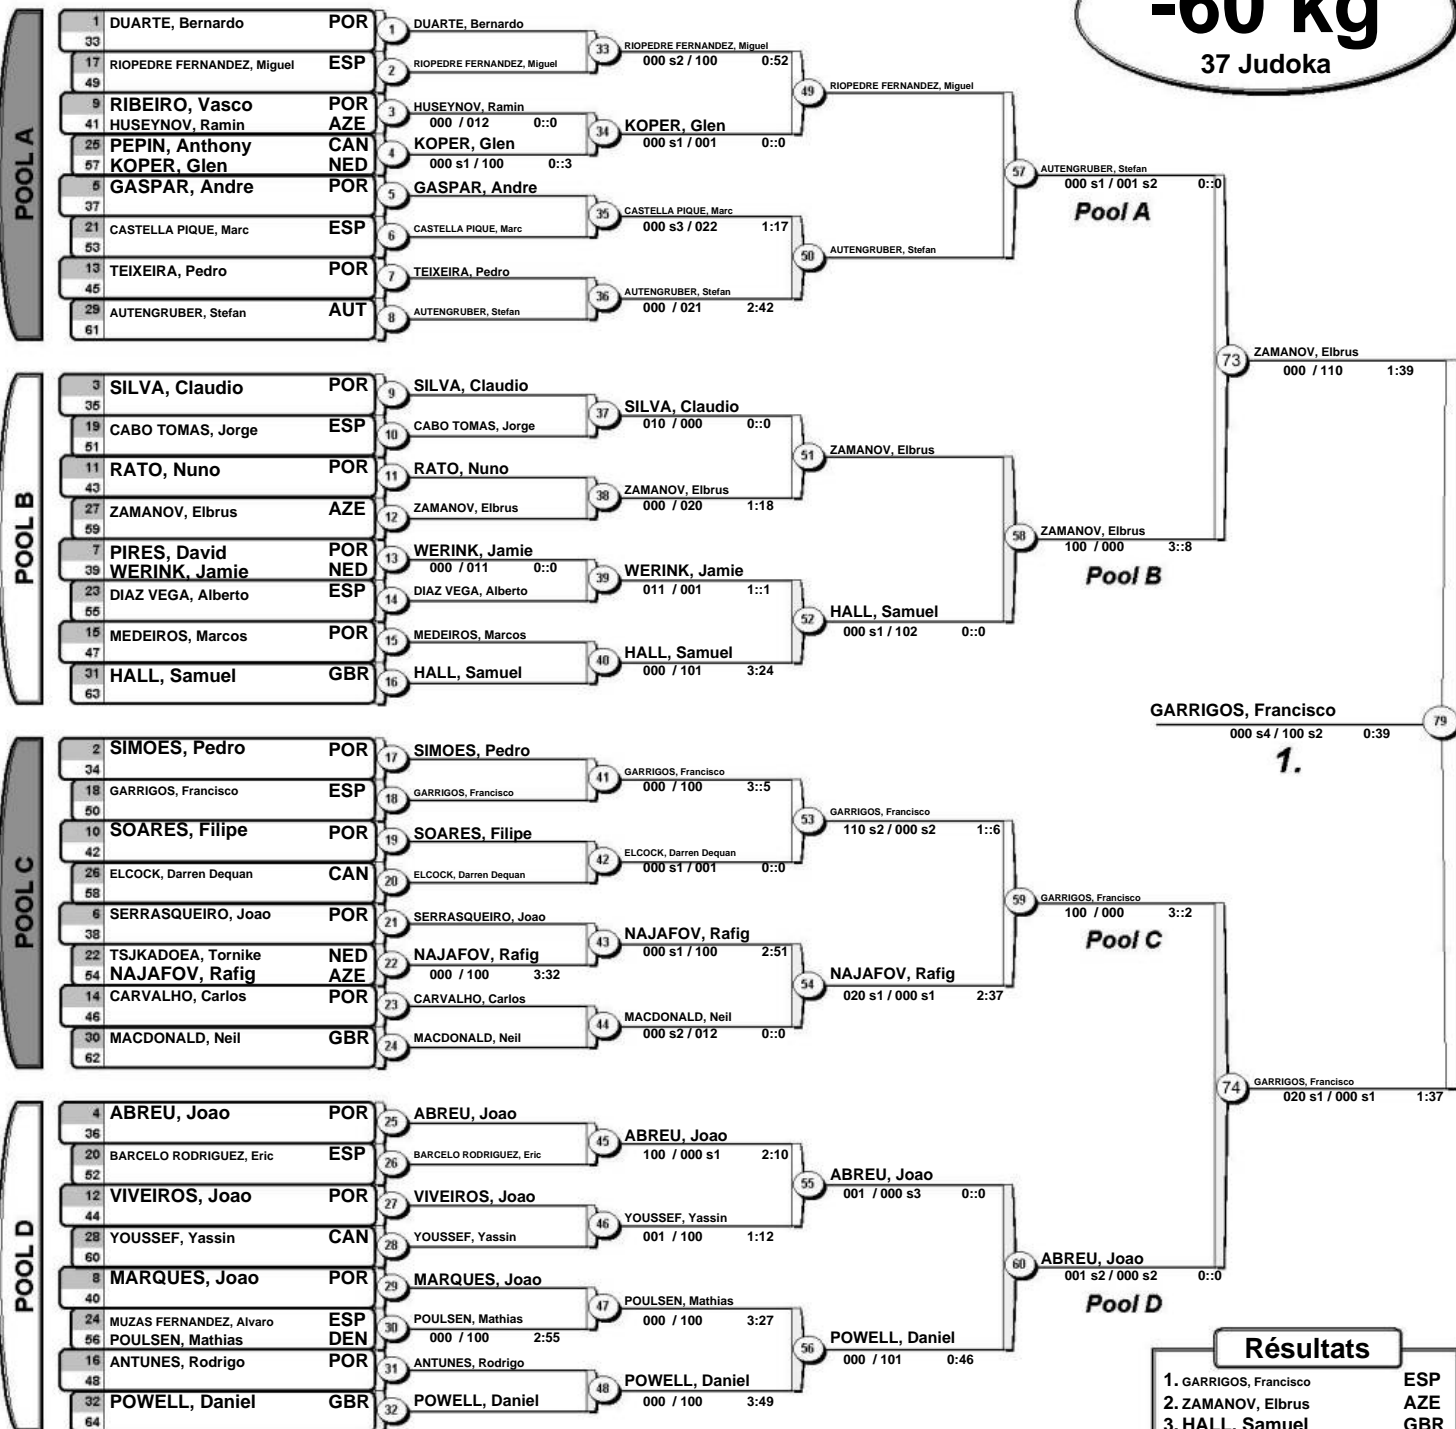 -60 kg
37 Judoka
POOL A
1 DUARTE, Bernardo POR
33
17 RIOPEDRE FERNANDEZ, Miguel ESP
49
9 RIBEIRO, Vasco POR
41 HUSEYNOV, Ramin AZE
25 PEPIN, Anthony CAN
57 KOPER, Glen NED
5 GASPAR, Andre POR
37
21 CASTELLA PIQUE, Marc ESP
53
13 TEIXEIRA, Pedro POR
45
29 AUTENGRUBER, Stefan AUT
61
1 DUARTE, Bernardo
2 RIOPEDRE FERNANDEZ, Miguel
3 HUSEYNOV, Ramin
000 / 012 0::0
4 KOPER, Glen
000 s1 / 100 0::3
5 GASPAR, Andre
6 CASTELLA PIQUE, Marc
7 TEIXEIRA, Pedro
8 AUTENGRUBER, Stefan
33 RIOPEDRE FERNANDEZ, Miguel
000 s2 / 100 0:52
34 KOPER, Glen
000 s1 / 001 0::0
35 CASTELLA PIQUE, Marc
000 s3 / 022 1:17
36 AUTENGRUBER, Stefan
000 / 021 2:42
49 RIOPEDRE FERNANDEZ, Miguel
50 AUTENGRUBER, Stefan
57 AUTENGRUBER, Stefan
000 s1 / 001 s2 0::0
Pool A
POOL B
3 SILVA, Claudio POR
35
19 CABO TOMAS, Jorge ESP
51
11 RATO, Nuno POR
43
27 ZAMANOV, Elbrus AZE
59
7 PIRES, David POR
39 WERINK, Jamie NED
23 DIAZ VEGA, Alberto ESP
55
15 MEDEIROS, Marcos POR
47
31 HALL, Samuel GBR
63
9 SILVA, Claudio
10 CABO TOMAS, Jorge
11 RATO, Nuno
12 ZAMANOV, Elbrus
13 WERINK, Jamie
000 / 011 0::0
14 DIAZ VEGA, Alberto
15 MEDEIROS, Marcos
16 HALL, Samuel
37 SILVA, Claudio
010 / 000 0::0
38 ZAMANOV, Elbrus
000 / 020 1:18
39 WERINK, Jamie
011 / 001 1::1
40 HALL, Samuel
000 / 101 3:24
51 ZAMANOV, Elbrus
52 HALL, Samuel
000 s1 / 102 0::0
58 ZAMANOV, Elbrus
100 / 000 3::8
Pool B
73 ZAMANOV, Elbrus
000 / 110 1:39
GARRIGOS, Francisco 79
000 s4 / 100 s2 0:39
1.
POOL C
2 SIMOES, Pedro POR
34
18 GARRIGOS, Francisco ESP
50
10 SOARES, Filipe POR
42
26 ELCOCK, Darren Dequan CAN
58
6 SERRASQUEIRO, Joao POR
38
22 TSJKADOEA, Tornike NED
54 NAJAFOV, Rafig AZE
14 CARVALHO, Carlos POR
46
30 MACDONALD, Neil GBR
62
17 SIMOES, Pedro
18 GARRIGOS, Francisco
19 SOARES, Filipe
20 ELCOCK, Darren Dequan
21 SERRASQUEIRO, Joao
22 NAJAFOV, Rafig
000 / 100 3:32
23 CARVALHO, Carlos
24 MACDONALD, Neil
41 GARRIGOS, Francisco
000 / 100 3::5
42 ELCOCK, Darren Dequan
000 s1 / 001 0::0
43 NAJAFOV, Rafig
000 s1 / 100 2:51
44 MACDONALD, Neil
000 s2 / 012 0::0
53 GARRIGOS, Francisco
110 s2 / 000 s2 1::6
54 NAJAFOV, Rafig
020 s1 / 000 s1 2:37
59 GARRIGOS, Francisco
100 / 000 3::2
Pool C
74 GARRIGOS, Francisco
020 s1 / 000 s1 1:37
POOL D
4 ABREU, Joao POR
36
20 BARCELO RODRIGUEZ, Eric ESP
52
12 VIVEIROS, Joao POR
44
28 YOUSSEF, Yassin CAN
60
8 MARQUES, Joao POR
40
24 MUZAS FERNANDEZ, Alvaro ESP
56 POULSEN, Mathias DEN
16 ANTUNES, Rodrigo POR
48
32 POWELL, Daniel GBR
64
25 ABREU, Joao
26 BARCELO RODRIGUEZ, Eric
27 VIVEIROS, Joao
28 YOUSSEF, Yassin
29 MARQUES, Joao
30 POULSEN, Mathias
000 / 100 2:55
31 ANTUNES, Rodrigo
32 POWELL, Daniel
45 ABREU, Joao
100 / 000 s1 2:10
46 YOUSSEF, Yassin
001 / 100 1:12
47 POULSEN, Mathias
000 / 100 3:27
48 POWELL, Daniel
000 / 100 3:49
55 ABREU, Joao
001 / 000 s3 0::0
56 POWELL, Daniel
000 / 101 0:46
60 ABREU, Joao
001 s2 / 000 s2 0::0
Pool D
Résultats
1. GARRIGOS, Francisco ESP
2. ZAMANOV, Elbrus AZE
3. HALL, Samuel GBR